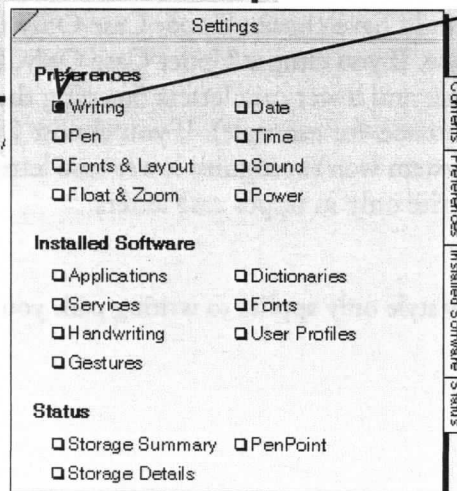 Settings
Preferences
Writing
Date
Pen
Time
Fonts & Layout
Sound
Float & Zoom
Power
Installed Software
Applications
Dictionaries
Services
Fonts
Handwriting
User Profiles
Gestures
Status
Storage Summary
PenPoint
Storage Details
Contents
Preferences
Installed Software
Status